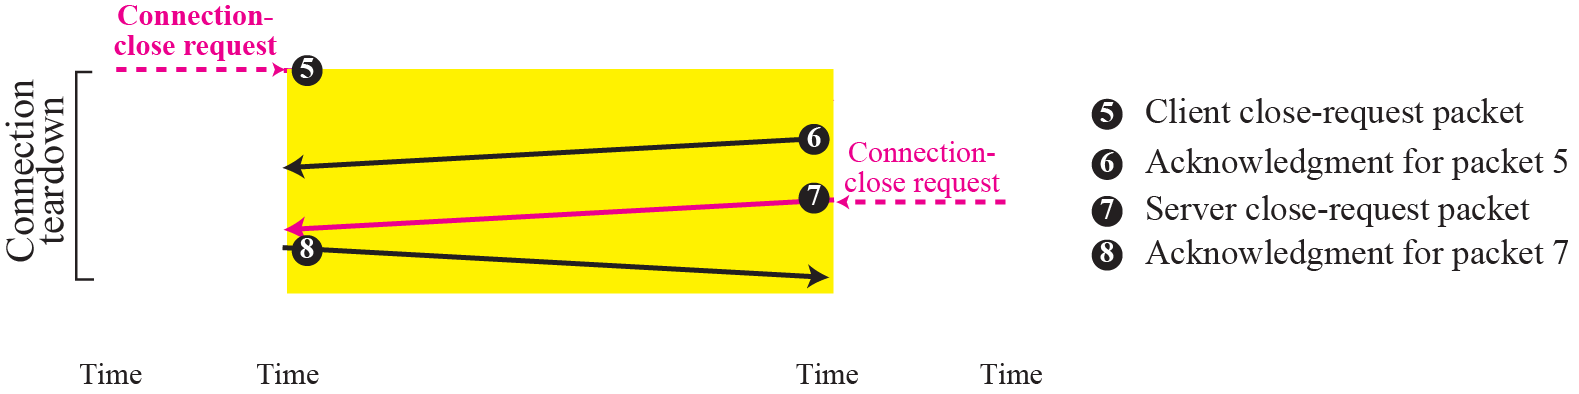 Connection-
close request
Connection
teardown
5
6
Connection-
close request
7
8
5 Client close-request packet
6 Acknowledgment for packet 5
7 Server close-request packet
8 Acknowledgment for packet 7
Time Time Time Time